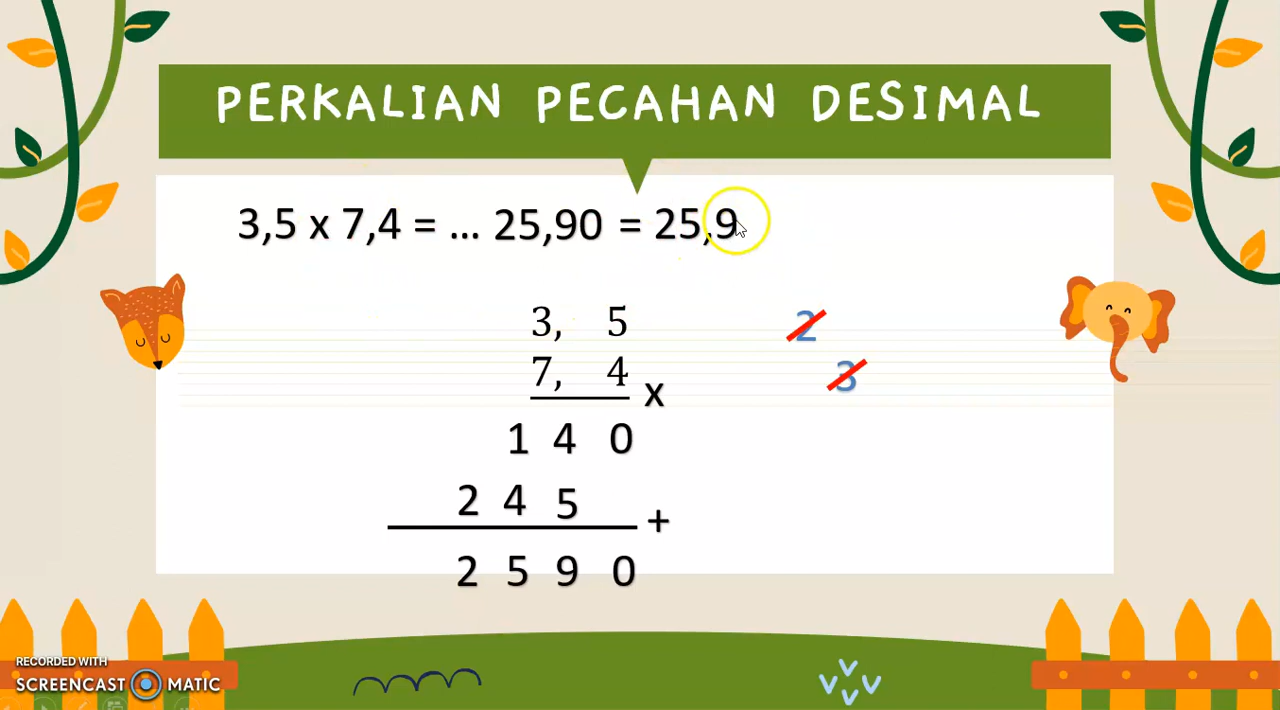 PERKALIAN PECAHAN DESIMAL
3,5 x 7,4 = ... 25,90 = 25,9
3, 5 2
7, 4 x 3
1 4 0
2 4 5 +
2 5 9 0
RECORDED WITH
SCREENCAST MATIC